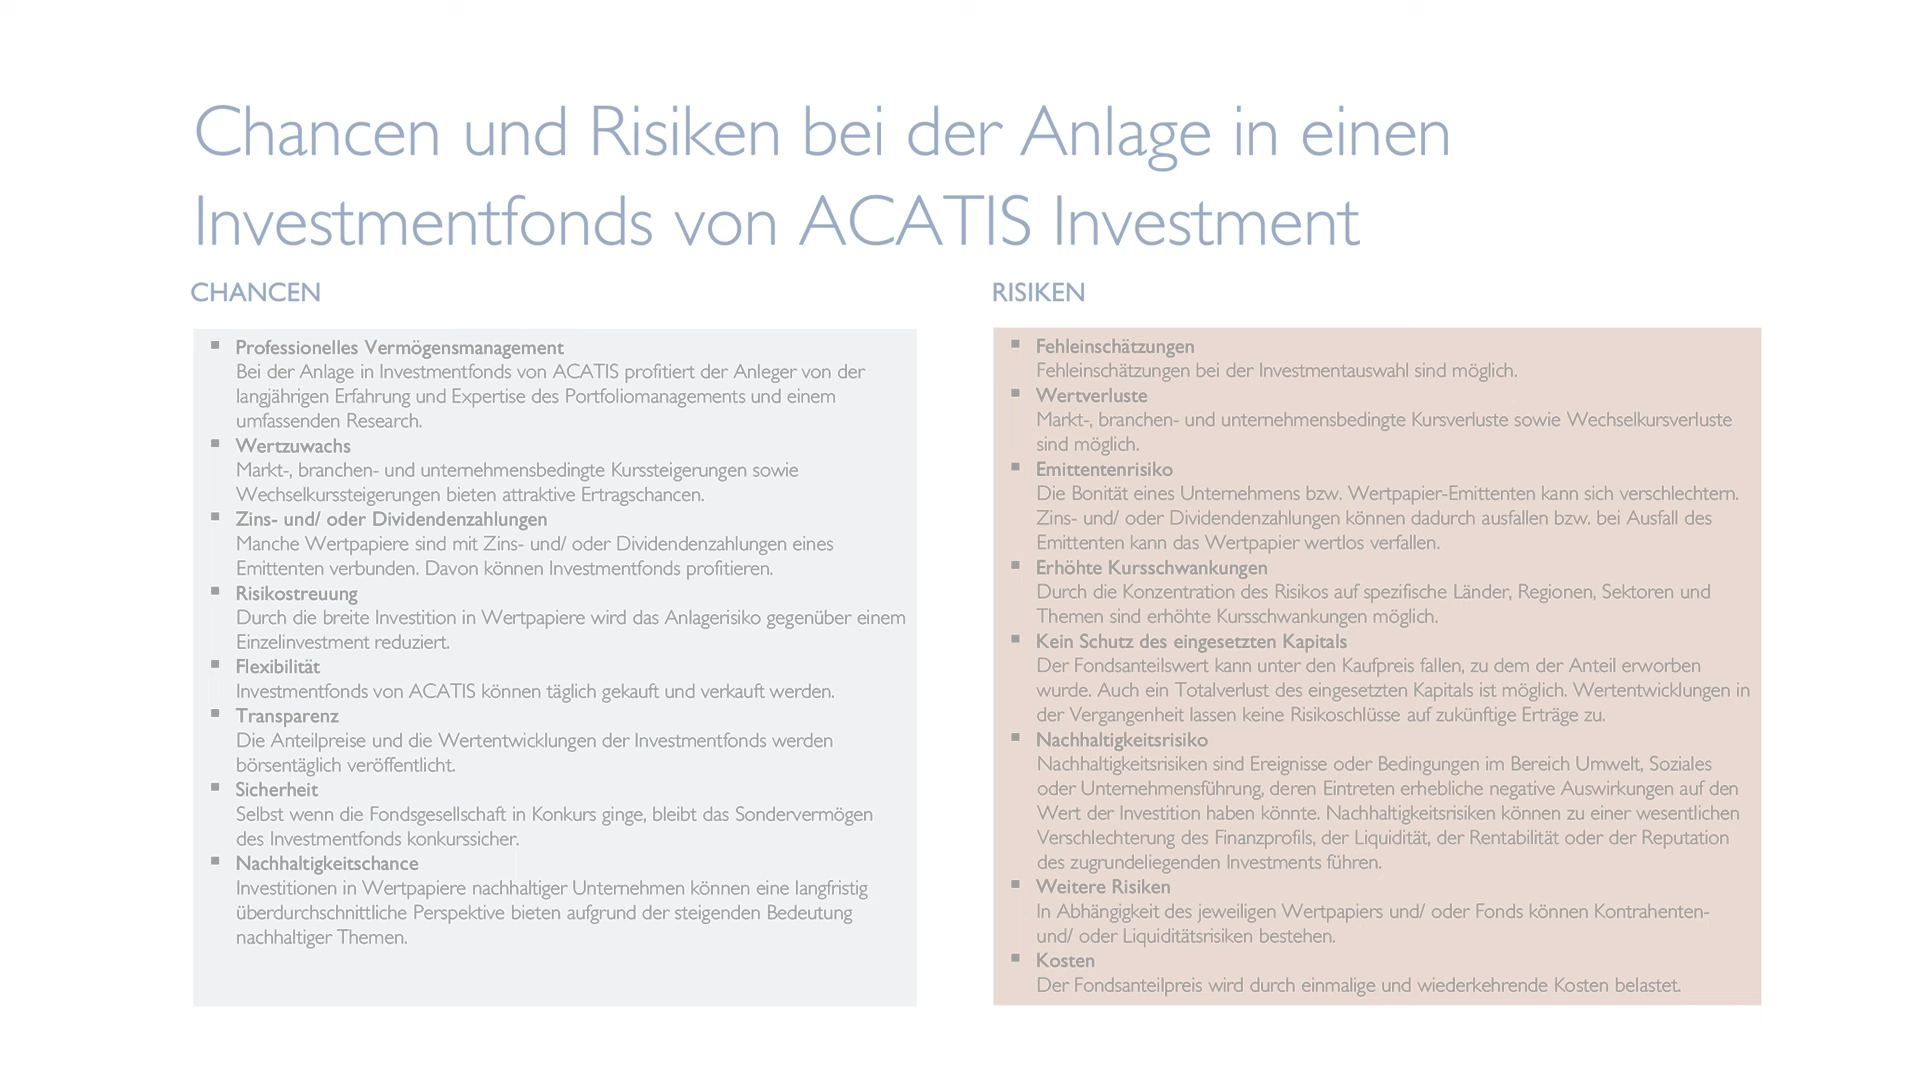 Chancen und Risiken bei der Anlage in einen
Investmentfonds von ACATIS Investment
CHANCEN
▪ Professionelles Vermögensmanagement
Bei der Anlage in Investmentfonds von ACATIS profitiert der Anleger von der
langjährigen Erfahrung und Expertise des Portfoliomanagements und einem
umfassenden Research.
▪ Wertzuwachs
Markt-, branchen- und unternehmensbedingte Kurssteigerungen sowie
Wechselkurssteigerungen bieten attraktive Ertragschancen.
▪ Zins- und/ oder Dividendenzahlungen
Manche Wertpapiere sind mit Zins- und/ oder Dividendenzahlungen eines
Emittenten verbunden. Davon können Investmentfonds profitieren.
▪ Risikostreuung
Durch die breite Investition in Wertpapiere wird das Anlagerisiko gegenüber einem
Einzelinvestment reduziert.
▪ Flexibilität
Investmentfonds von ACATIS können täglich gekauft und verkauft werden.
▪ Transparenz
Die Anteilpreise und die Wertentwicklungen der Investmentfonds werden
börsentäglich veröffentlicht.
▪ Sicherheit
Selbst wenn die Fondsgesellschaft in Konkurs ginge, bleibt das Sondervermögen
des Investmentfonds konkurssicher.
▪ Nachhaltigkeitschance
Investitionen in Wertpapiere nachhaltiger Unternehmen können eine langfristig
überdurchschnittliche Perspektive bieten aufgrund der steigenden Bedeutung
nachhaltiger Themen.
RISIKEN
▪ Fehleinschätzungen
Fehleinschätzungen bei der Investmentauswahl sind möglich.
▪ Wertverluste
Markt-, branchen- und unternehmensbedingte Kursverluste sowie Wechselkursverluste
sind möglich.
▪ Emittentenrisiko
Die Bonität eines Unternehmens bzw. Wertpapier-Emittenten kann sich verschlechtern.
Zins- und/ oder Dividendenzahlungen können dadurch ausfallen bzw. bei Ausfall des
Emittenten kann das Wertpapier wertlos verfallen.
▪ Erhöhte Kursschwankungen
Durch die Konzentration des Risikos auf spezifische Länder, Regionen, Sektoren und
Themen sind erhöhte Kursschwankungen möglich.
▪ Kein Schutz des eingesetzten Kapitals
Der Fondsanteilswert kann unter den Kaufpreis fallen, zu dem der Anteil erworben
wurde. Auch ein Totalverlust des eingesetzten Kapitals ist möglich. Wertentwicklungen in
der Vergangenheit lassen keine Risikoschlüsse auf zukünftige Erträge zu.
▪ Nachhaltigkeitsrisiko
Nachhaltigkeitsrisiken sind Ereignisse oder Bedingungen im Bereich Umwelt, Soziales
oder Unternehmensführung, deren Eintreten erhebliche negative Auswirkungen auf den
Wert der Investition haben könnte. Nachhaltigkeitsrisiken können zu einer wesentlichen
Verschlechterung des Finanzprofils, der Liquidität, der Rentabilität oder der Reputation
des zugrundeliegenden Investments führen.
▪ Weitere Risiken
In Abhängigkeit des jeweiligen Wertpapiers und/ oder Fonds können Kontrahenten-
und/ oder Liquiditätsrisiken bestehen.
▪ Kosten
Der Fondsanteilpreis wird durch einmalige und wiederkehrende Kosten belastet.